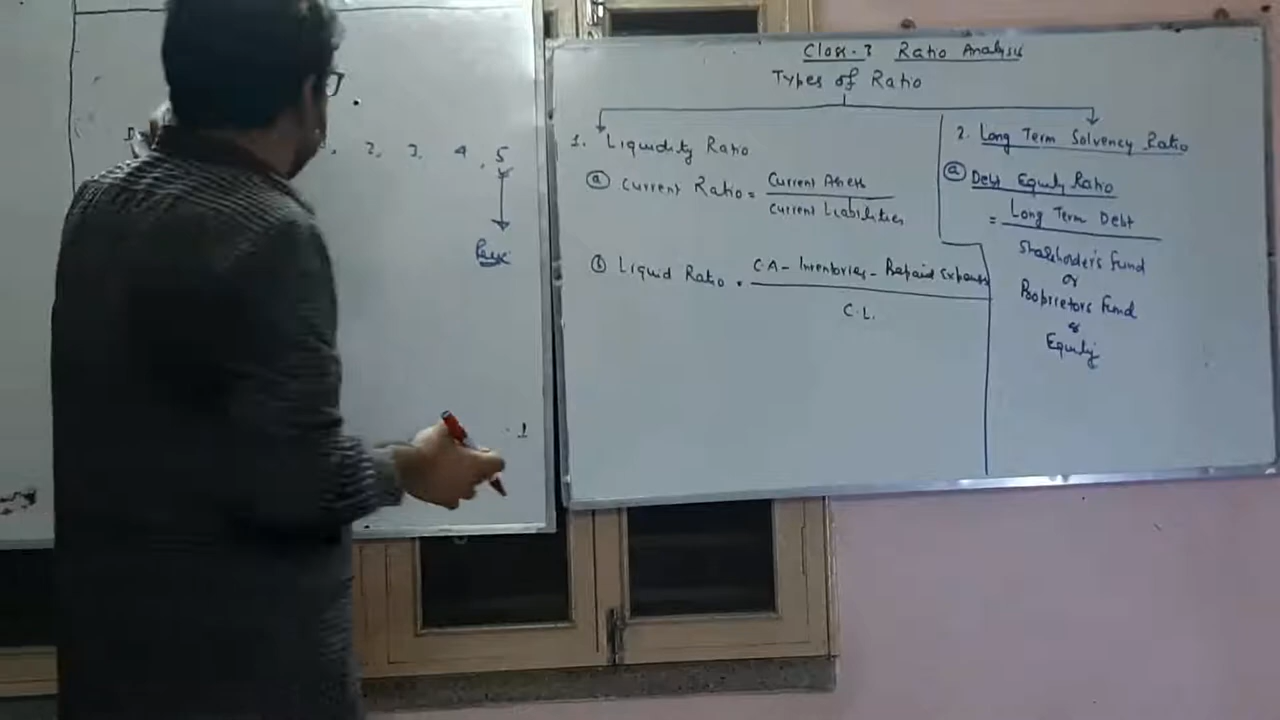 2, 3, 4, 5
1
Class-3 Ratio Analysis
Types of Ratio
1. Liquidity Ratio
ⓐ Current Ratio = Current Assets
Current Liabilities
Liquid Ratio = CA - Inventories - Repaid Expenses
C.L.
2. Long Term Solvency Ratio
ⓐ Debt Equity Ratio
= Long Term Debt
Shareholder's Fund
or
Proprietors Fund
or
Equity